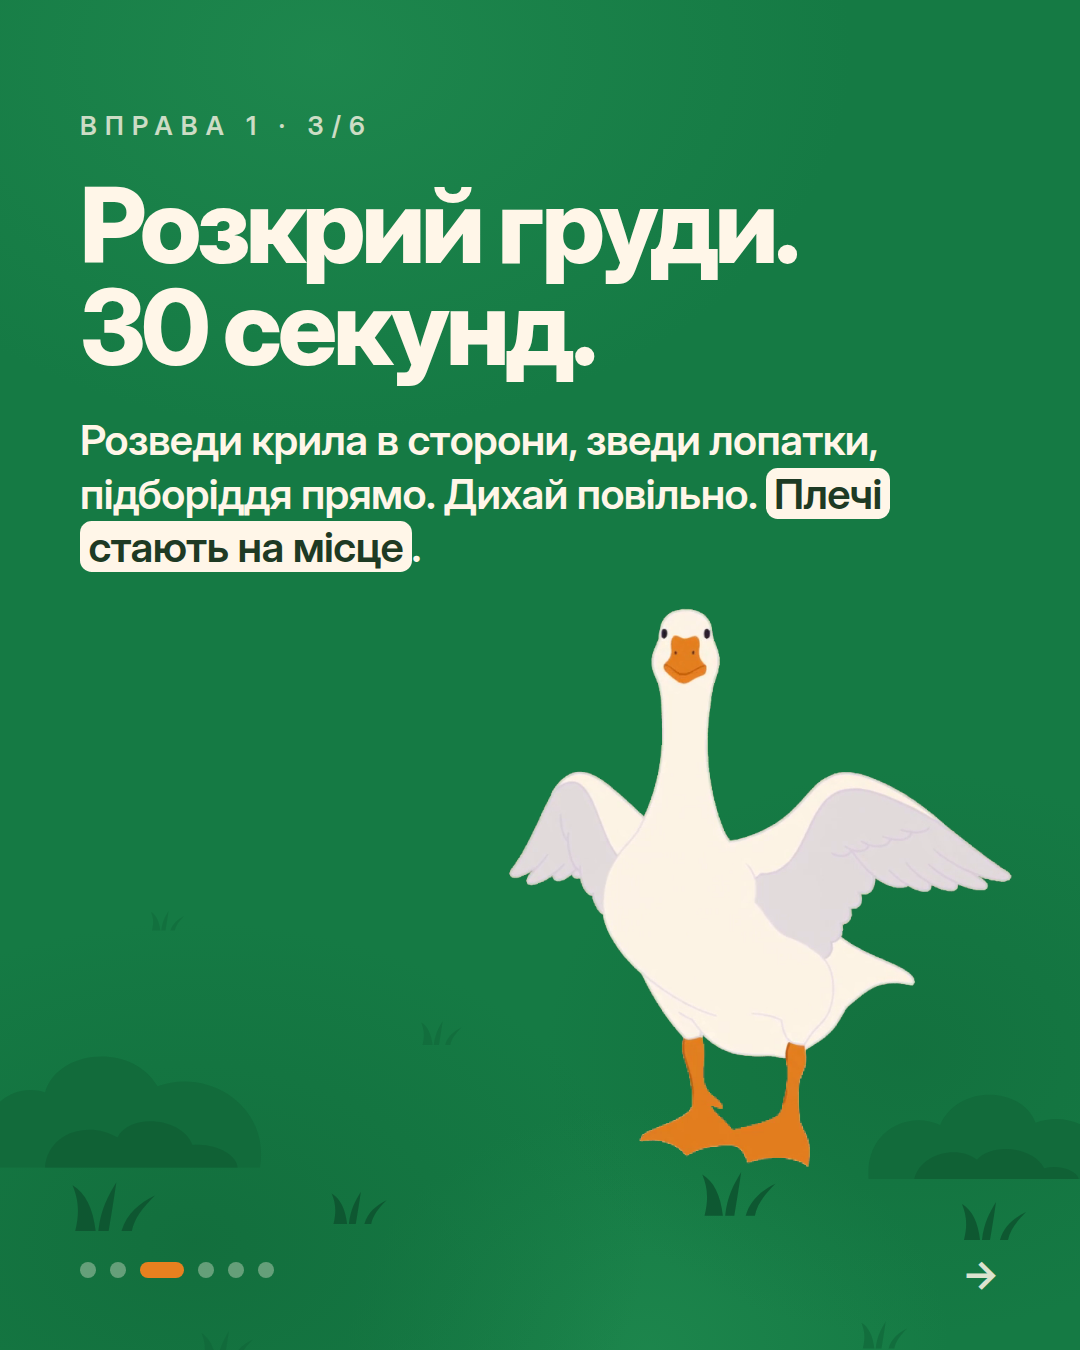 ВПРАВА 1 · 3/6
Розкрий груди.
30 секунд.
Розведи крила в сторони, зведи лопатки,
підборіддя прямо. Дихай повільно. Плечі
стають на місце.